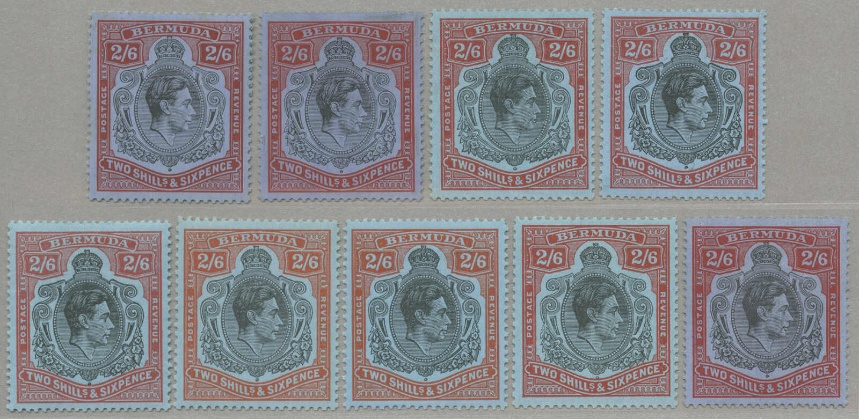 BERMUDA
2/6 2/6
POSTAGE REVENUE
TWO SHILLS & SIXPENCE
BERMUDA
2/6 2/6
POSTAGE REVENUE
TWO SHILLS & SIXPENCE
BERMUDA
2/6 2/6
POSTAGE REVENUE
TWO SHILLS & SIXPENCE
BERMUDA
2/6 2/6
POSTAGE REVENUE
TWO SHILLS & SIXPENCE
BERMUDA
2/6 2/6
POSTAGE REVENUE
TWO SHILLS & SIXPENCE
BERMUDA
2/6 2/6
POSTAGE REVENUE
TWO SHILLS & SIXPENCE
BERMUDA
2/6 2/6
POSTAGE REVENUE
TWO SHILLS & SIXPENCE
BERMUDA
2/6 2/6
POSTAGE REVENUE
TWO SHILLS & SIXPENCE
BERMUDA
2/6 2/6
POSTAGE REVENUE
TWO SHILLS & SIXPENCE